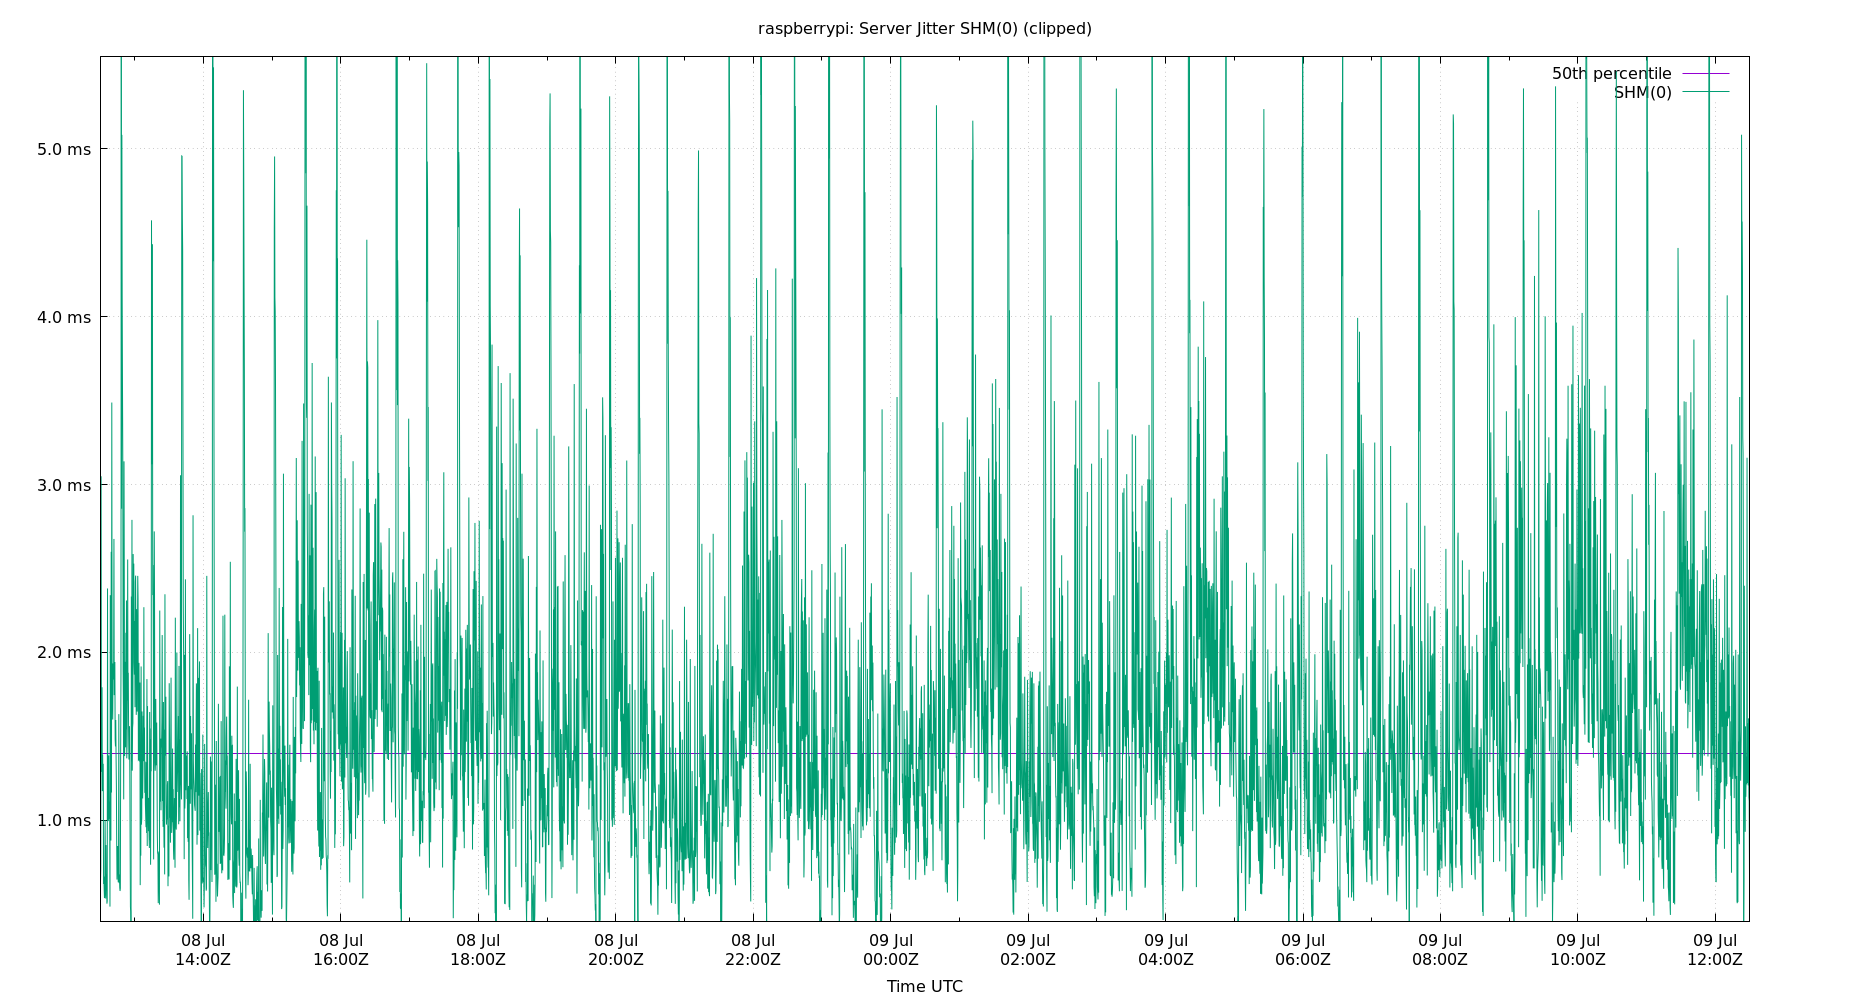 raspberrypi: Server Jitter SHM(0) (clipped)
50th percentile
SHM(0)
5.0 ms
4.0 ms
3.0 ms
2.0 ms
1.0 ms
08 Jul 08 Jul 08 Jul 08 Jul 08 Jul 09 Jul 09 Jul 09 Jul 09 Jul 09 Jul 09 Jul 09 Jul
14:00Z 16:00Z 18:00Z 20:00Z 22:00Z 00:00Z 02:00Z 04:00Z 06:00Z 08:00Z 10:00Z 12:00Z
Time UTC